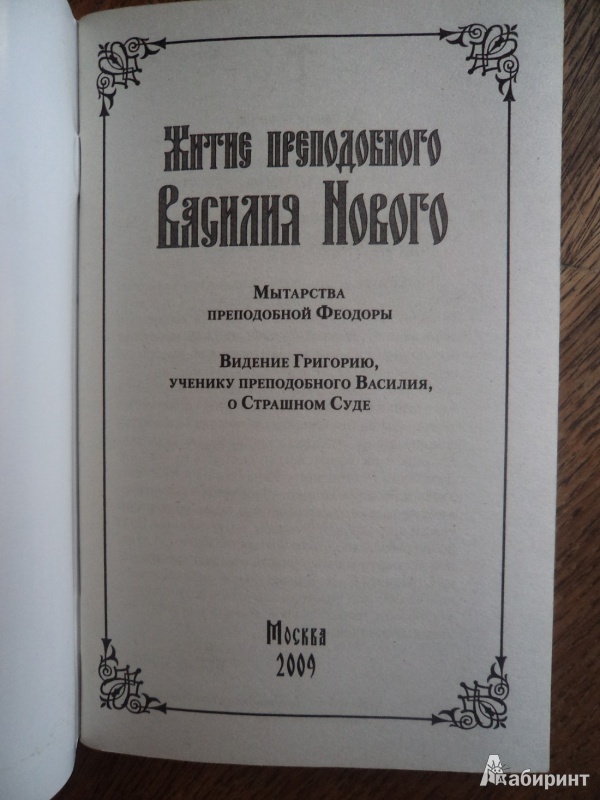 Житие преподобного
Василия Нового
Мытарства
преподобной Феодоры
Видение Григорию,
ученику преподобного Василия,
о Страшном Суде
Москва
2009
Лабиринт